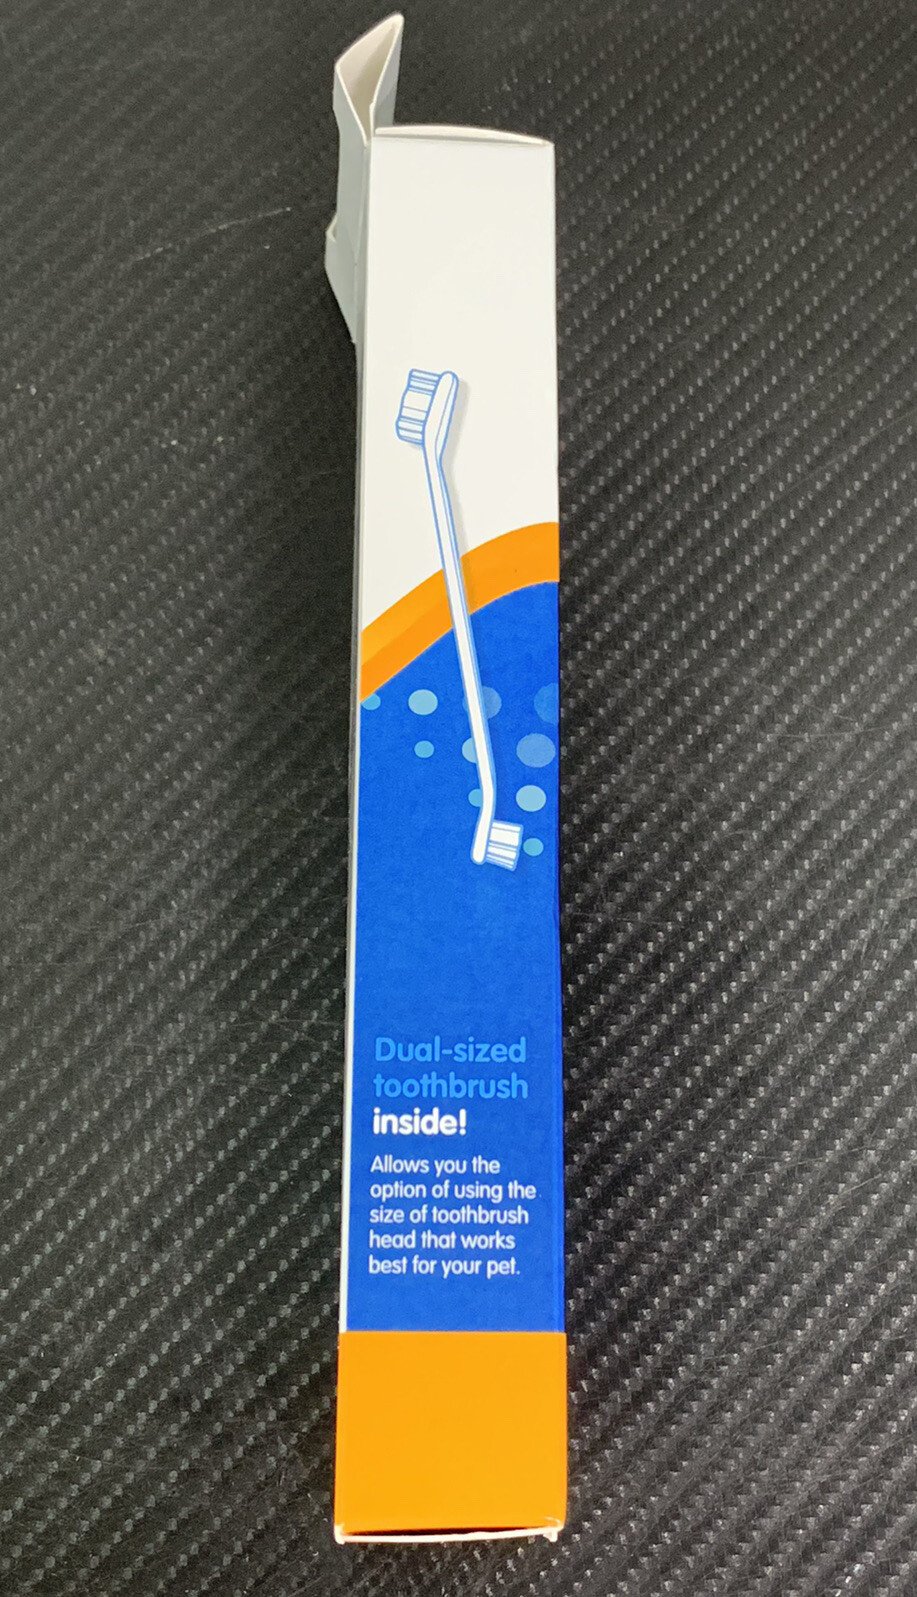 Dual-sized
toothbrush
inside!
Allows you the
option of using the
size of toothbrush
head that works
best for your pet.